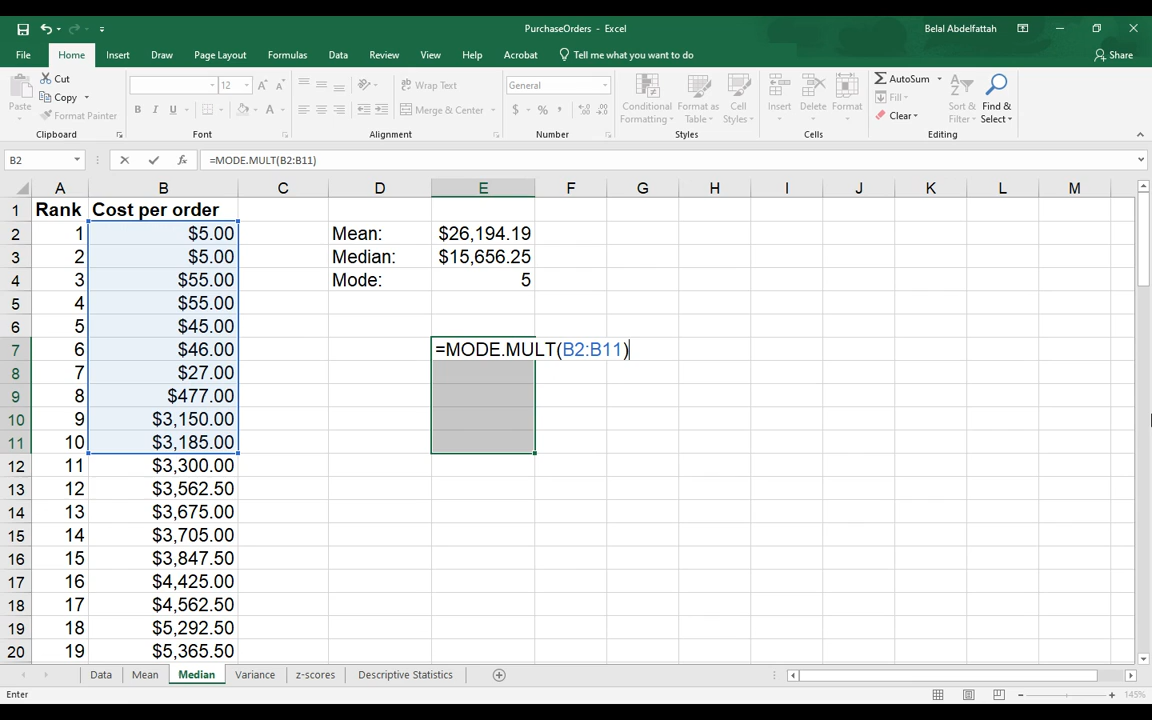 PurchaseOrders - Excel
Belal Abdelfattah
File Home Insert Draw Page Layout Formulas Data Review View Help Acrobat Tell me what you want to do Share
Paste
Cut
Copy
Format Painter
Clipboard
12
A A
B I U
A
Font
Wrap Text
Merge & Center
Alignment
General
$ % ,
Number
Conditional Formatting
Format as Table
Cell Styles
Styles
Insert Delete Format
Cells
AutoSum
Fill
Clear
Sort & Filter
Find & Select
Editing
B2 fx =MODE.MULT(B2:B11)
A B C D E F G H I J K L M
1 Rank Cost per order
2 1 $5.00 Mean: $26,194.19
3 2 $5.00 Median: $15,656.25
4 3 $55.00 Mode: 5
5 4 $55.00
6 5 $45.00
7 6 $46.00 =MODE.MULT(B2:B11)
8 7 $27.00
9 8 $477.00
10 9 $3,150.00
11 10 $3,185.00
12 11 $3,300.00
13 12 $3,562.50
14 13 $3,675.00
15 14 $3,705.00
16 15 $3,847.50
17 16 $4,425.00
18 17 $4,562.50
19 18 $5,292.50
20 19 $5,365.50
Data Mean Median Variance z-scores Descriptive Statistics
Enter
145%